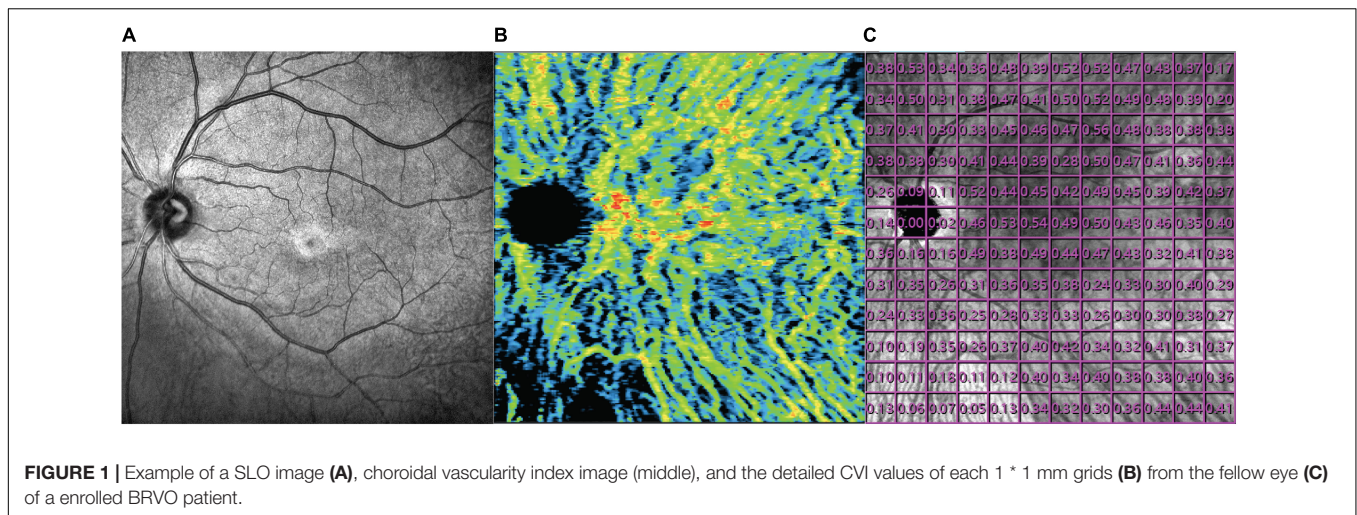 A
B
C
0.38 0.53 0.34 0.36 0.48 0.39 0.52 0.52 0.47 0.43 0.37 0.17
0.34 0.50 0.31 0.38 0.47 0.41 0.50 0.52 0.49 0.48 0.39 0.20
0.37 0.41 0.30 0.33 0.45 0.46 0.47 0.56 0.48 0.38 0.38 0.38
0.38 0.38 0.39 0.41 0.44 0.39 0.28 0.50 0.47 0.41 0.36 0.44
0.26 0.09 0.11 0.52 0.44 0.45 0.42 0.49 0.45 0.39 0.42 0.37
0.14 0.00 0.02 0.46 0.53 0.54 0.49 0.50 0.43 0.46 0.35 0.40
0.36 0.16 0.16 0.49 0.38 0.49 0.44 0.47 0.43 0.32 0.41 0.38
0.31 0.35 0.26 0.31 0.36 0.35 0.38 0.24 0.33 0.30 0.40 0.29
0.24 0.33 0.36 0.25 0.28 0.33 0.33 0.26 0.30 0.30 0.38 0.27
0.10 0.19 0.35 0.26 0.37 0.40 0.42 0.34 0.32 0.41 0.31 0.37
0.10 0.11 0.18 0.11 0.12 0.40 0.34 0.38 0.38 0.40 0.36
0.13 0.06 0.07 0.05 0.13 0.34 0.32 0.30 0.36 0.44 0.44 0.41
FIGURE 1 | Example of a SLO image (A), choroidal vascularity index image (middle), and the detailed CVI values of each 1 * 1 mm grids (B) from the fellow eye (C)
of a enrolled BRVO patient.